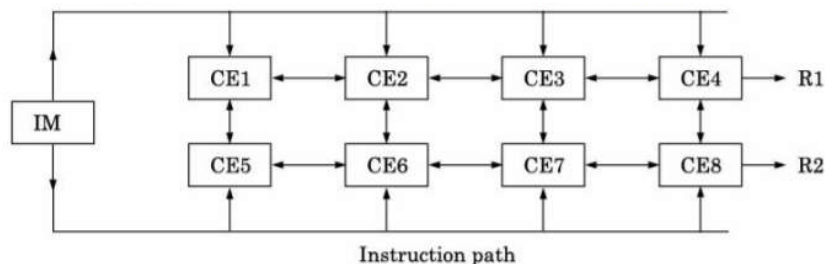 CE1 CE2 CE3 CE4 R1
IM
CE5 CE6 CE7 CE8 R2
Instruction path